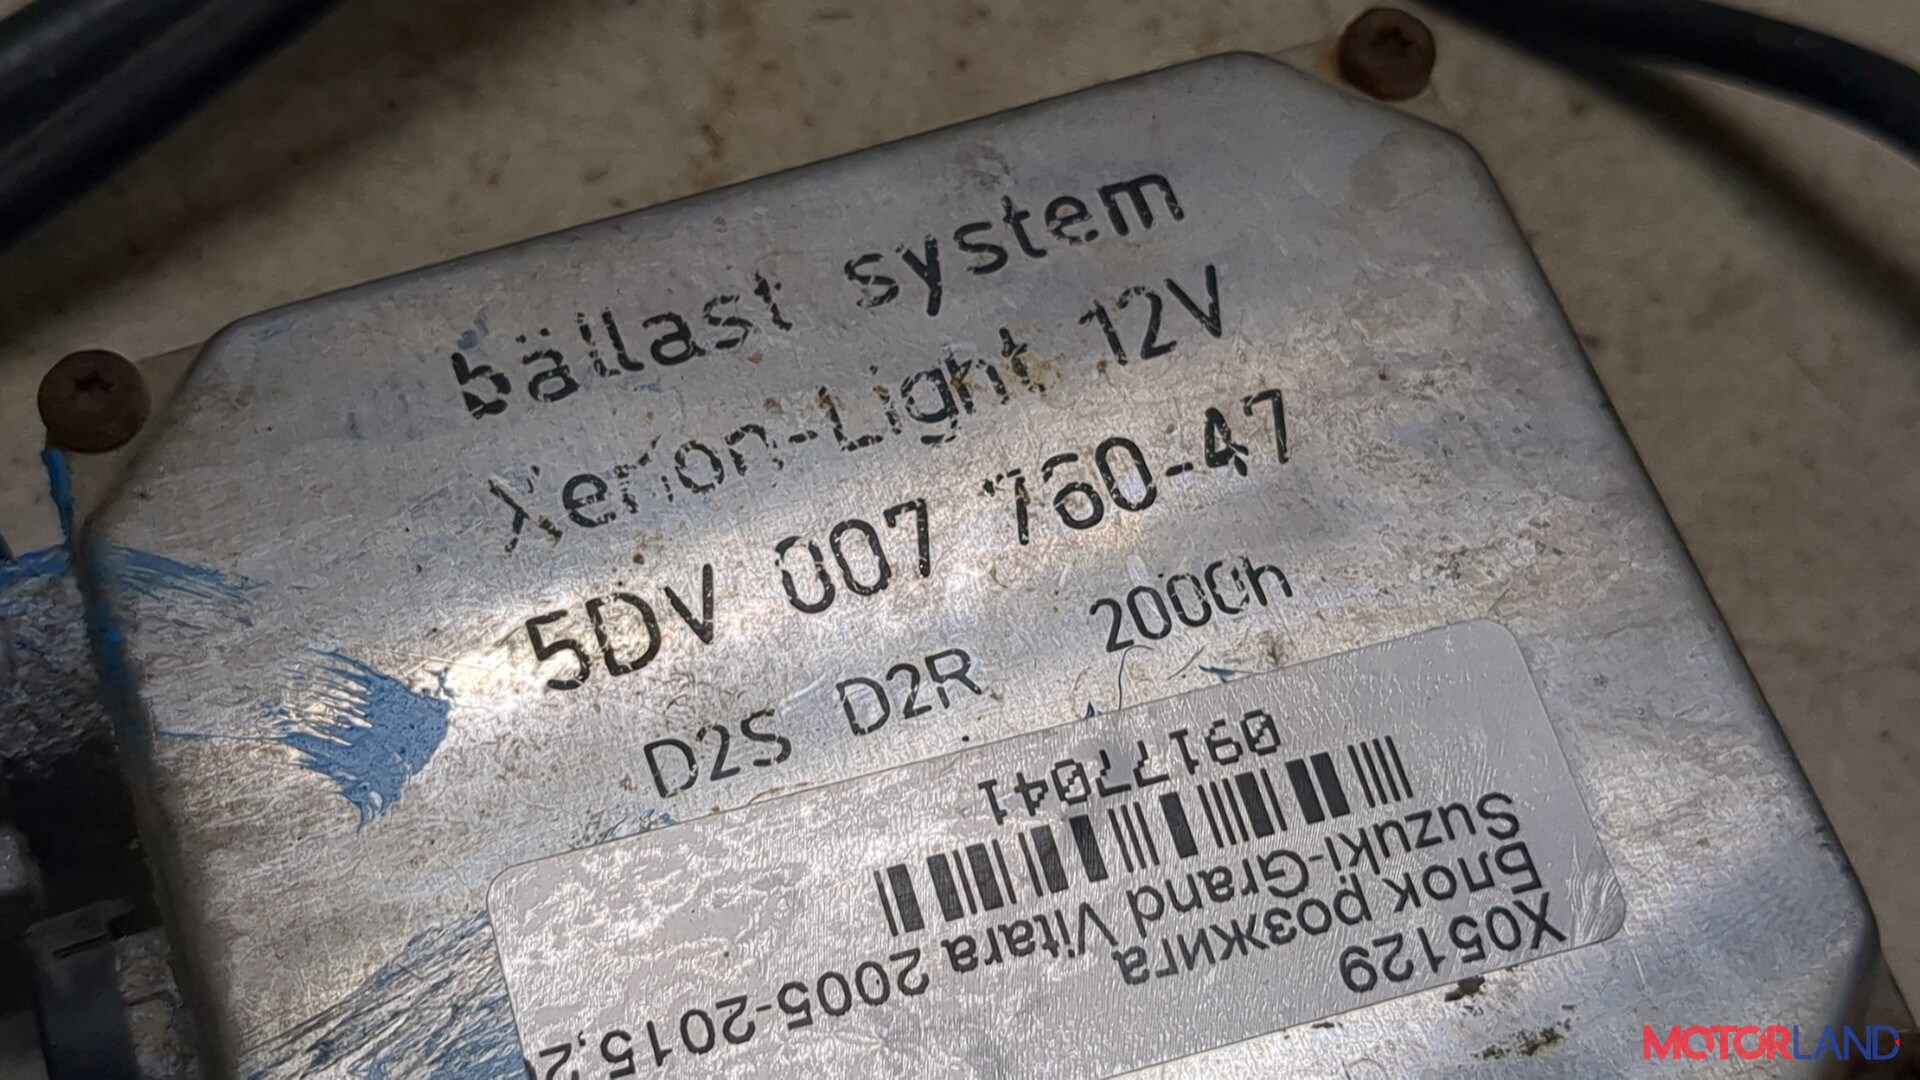 ballast system
Xenon-Light 12V
5DV 007 760-47
D2S D2R 2000h
X05129
Блок розжига
Suzuki-Grand Vitara 2005-2015,2
09177041
MOTORLAND